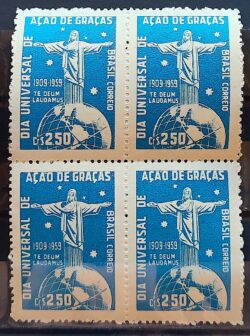 AÇÃO DE GRAÇAS
DIA UNIVERSAL DE
1909-1959
TE DEUM
LAUDAMUS
BRASIL CORREIO
CR$ 2,50
AÇÃO DE GRAÇAS
DIA UNIVERSAL DE
1909-1959
TE DEUM
LAUDAMUS
BRASIL CORREIO
CR$ 2,50
AÇÃO DE GRAÇAS
DIA UNIVERSAL DE
1909-1959
TE DEUM
LAUDAMUS
BRASIL CORREIO
CR$ 2,50
AÇÃO DE GRAÇAS
DIA UNIVERSAL DE
1909-1959
TE DEUM
LAUDAMUS
BRASIL CORREIO
CR$ 2,50